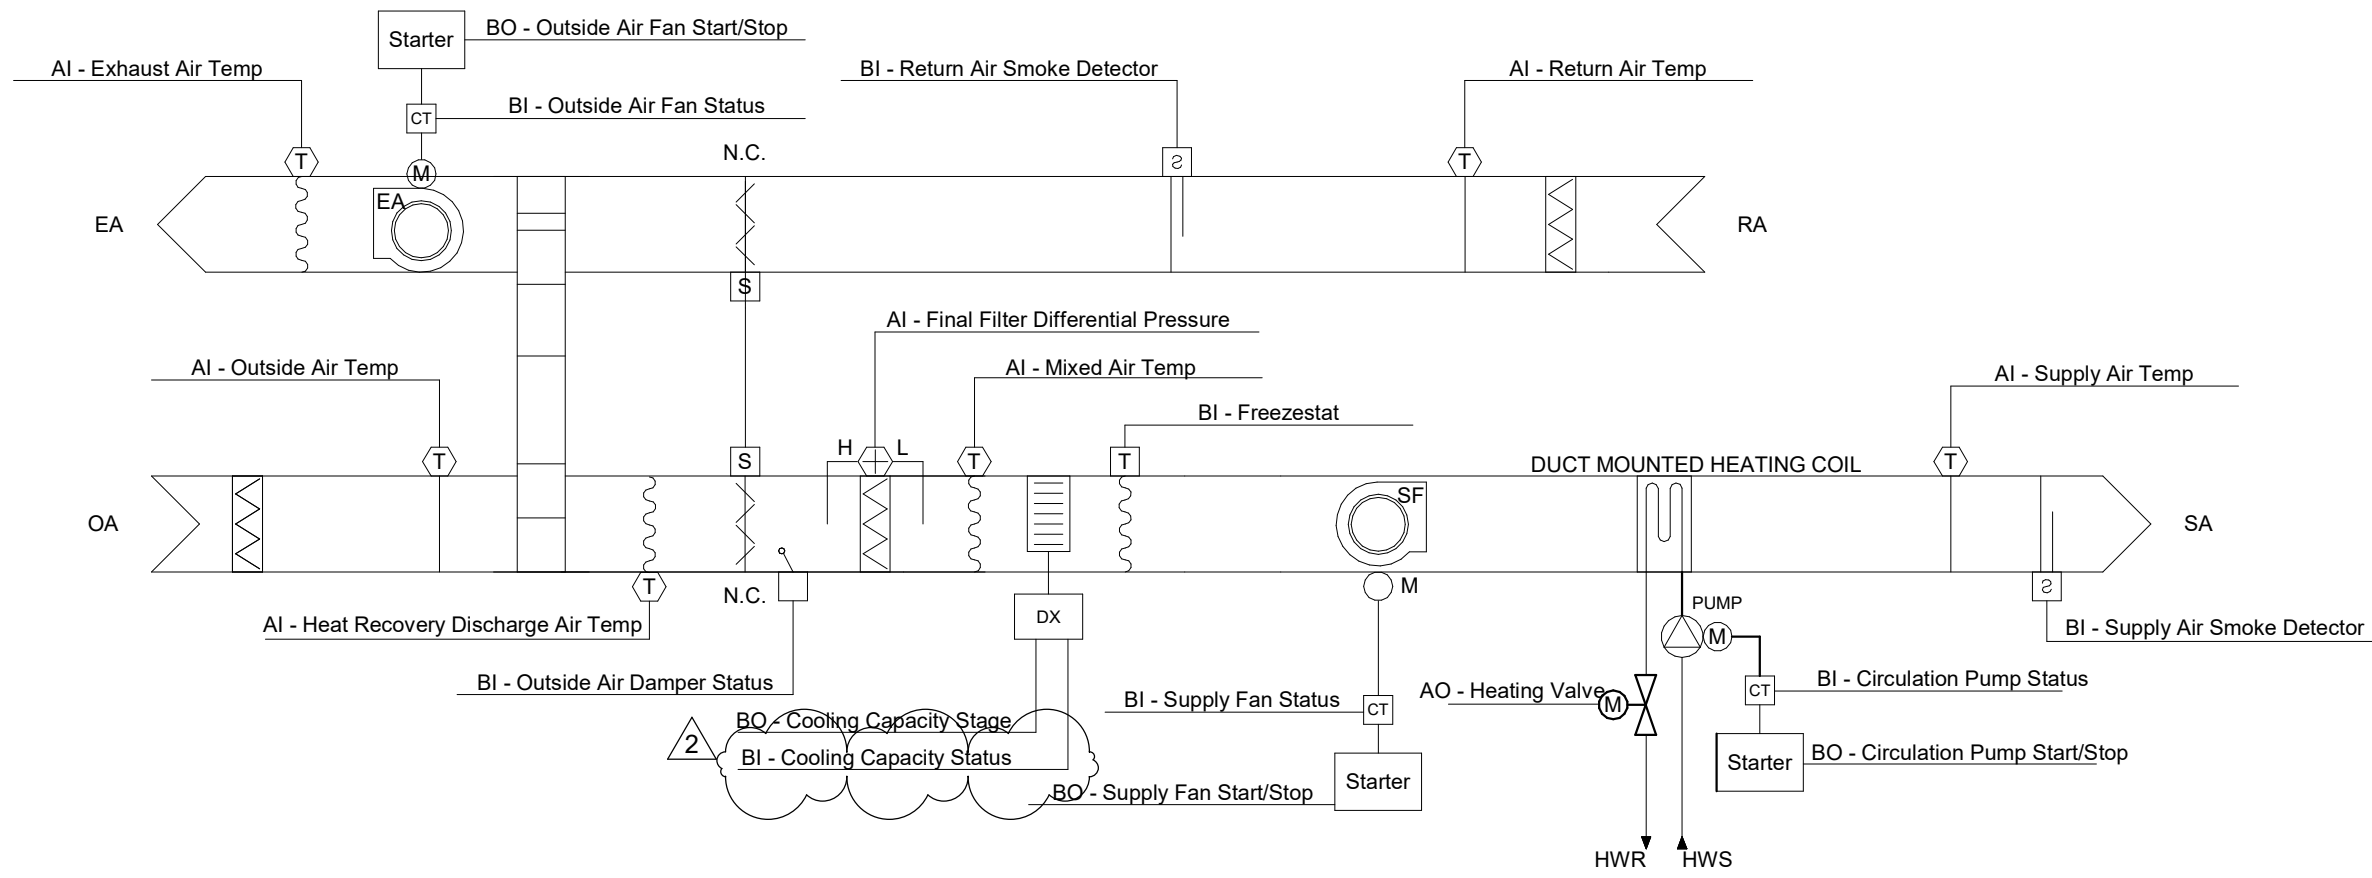 Starter
BO - Outside Air Fan Start/Stop
AI - Exhaust Air Temp
BI - Return Air Smoke Detector
AI - Return Air Temp
CT
BI - Outside Air Fan Status
N.C.
T
M
S
T
EA
EA
RA
S
AI - Final Filter Differential Pressure
AI - Outside Air Temp
AI - Mixed Air Temp
AI - Supply Air Temp
BI - Freezestat
T
S
H
L
T
T
DUCT MOUNTED HEATING COIL
T
OA
SF
SA
T
N.C.
M
S
DX
PUMP
AI - Heat Recovery Discharge Air Temp
M
BI - Supply Air Smoke Detector
BI - Outside Air Damper Status
BI - Supply Fan Status
CT
AO - Heating Valve
M
CT
BI - Circulation Pump Status
2
BO - Cooling Capacity Stage
BI - Cooling Capacity Status
BO - Supply Fan Start/Stop
Starter
Starter
BO - Circulation Pump Start/Stop
HWR
HWS